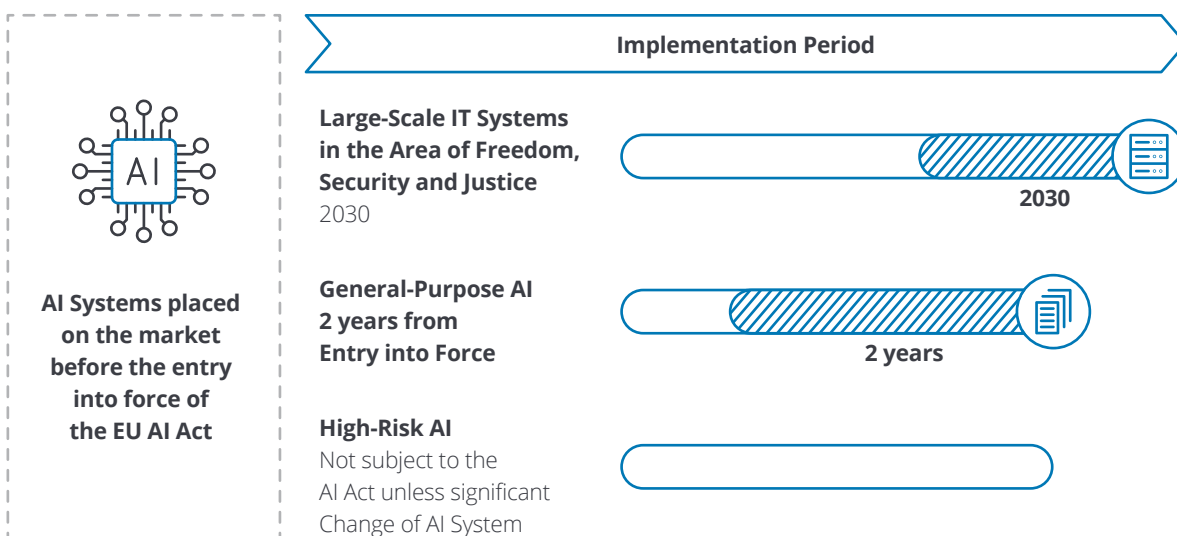 Implementation Period
AI
AI Systems placed
on the market
before the entry
into force of
the EU AI Act
Large-Scale IT Systems
in the Area of Freedom,
Security and Justice
2030
2030
General-Purpose AI
2 years from
Entry into Force
2 years
High-Risk AI
Not subject to the
AI Act unless significant
Change of AI System